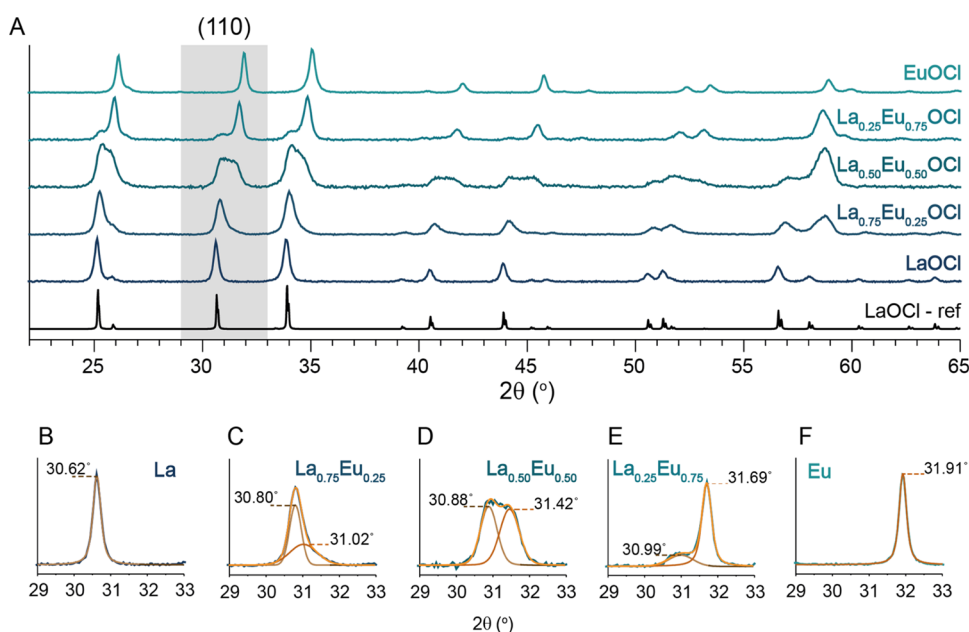 A
(110)
EuOCl
La0.25Eu0.75OCl
La0.50Eu0.50OCl
La0.75Eu0.25OCl
LaOCl
LaOCl - ref
25 30 35 40 45 50 55 60 65
2θ (°)
B
La
30.62°
29 30 31 32 33
C
La0.75Eu0.25
30.80°
31.02°
29 30 31 32 33
D
La0.50Eu0.50
30.88°
31.42°
29 30 31 32 33
E
La0.25Eu0.75
31.69°
30.99°
29 30 31 32 33
F
Eu
31.91°
29 30 31 32 33
2θ (°)